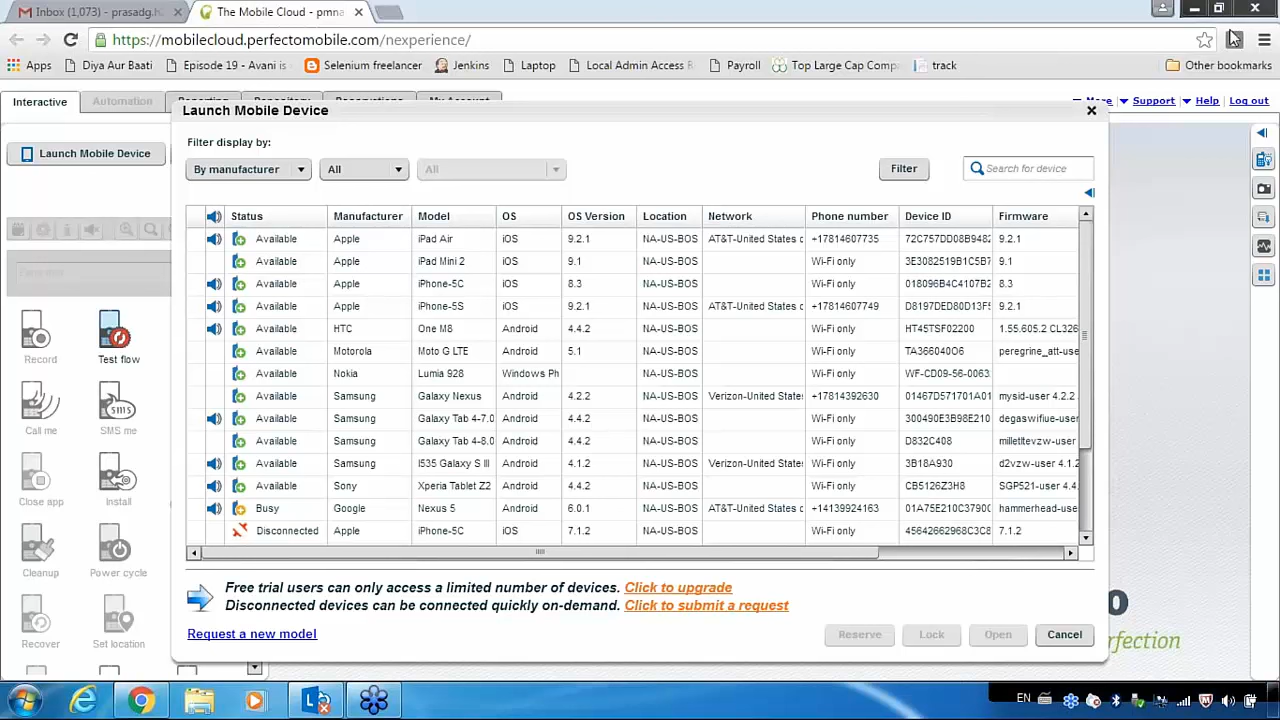 Inbox (1,073) - prasadg.h
The Mobile Cloud - pmna
https://mobilecloud.perfectomobile.com/nexperience/
Apps Diya Aur Baati Episode 19 - Avani is Selenium freelancer Jenkins Laptop Local Admin Access R Payroll Top Large Cap Comp track Other bookmarks
Interactive Automation Reporting Repository Reservations My Account More Support Help Log out
Launch Mobile Device
Launch Mobile Device
Filter display by:
By manufacturer All All Filter Search for device
Status Manufacturer Model OS OS Version Location Network Phone number Device ID Firmware
Available Apple iPad Air iOS 9.2.1 NA-US-BOS AT&T-United States +17814607735 72C757DD08B9482 9.2.1
Available Apple iPad Mini 2 iOS 9.1 NA-US-BOS Wi-Fi only 3E3082519B1C5B7 9.1
Available Apple iPhone-5C iOS 8.3 NA-US-BOS Wi-Fi only 018096B4C4107B2 8.3
Available Apple iPhone-5S iOS 9.2.1 NA-US-BOS AT&T-United States +17814607749 D8197DED80D13F 9.2.1
Available HTC One M8 Android 4.4.2 NA-US-BOS Wi-Fi only HT45TSF02200 1.55.605.2 CL326
Available Motorola Moto G LTE Android 5.1 NA-US-BOS Wi-Fi only TA366040O6 peregrine_att-use
Available Nokia Lumia 928 Windows Ph NA-US-BOS Wi-Fi only WF-CD09-56-0063
Available Samsung Galaxy Nexus Android 4.2.2 NA-US-BOS Verizon-United States +17814392630 01467D571701A01 mysid-user 4.2.2
Available Samsung Galaxy Tab 4-7.0 Android 4.4.2 NA-US-BOS Wi-Fi only 300490E3B98E210 degaswifiue-user
Available Samsung Galaxy Tab 4-8.0 Android 4.4.2 NA-US-BOS Wi-Fi only D832C408 milletltevzw-user
Available Samsung I535 Galaxy S III Android 4.1.2 NA-US-BOS Verizon-United States Wi-Fi only 3B18A930 d2vzw-user 4.1.2
Available Sony Xperia Tablet Z2 Android 4.4.2 NA-US-BOS Wi-Fi only CB5126Z3H8 SGP521-user 4.4
Busy Google Nexus 5 Android 6.0.1 NA-US-BOS AT&T-United States +14139924163 01A75E210C37900 hammerhead-use
Disconnected Apple iPhone-5C iOS 7.1.2 NA-US-BOS Wi-Fi only 45642662968C3C8 7.1.2
Record Test flow
Call me SMS me
Close app Install
Cleanup Power cycle
Recover Set location
Free trial users can only access a limited number of devices. Click to upgrade
Disconnected devices can be connected quickly on-demand. Click to submit a request
Request a new model
Reserve Lock Open Cancel
o
rfection
EN